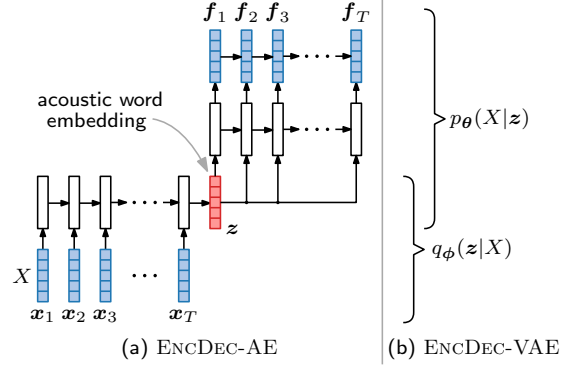 f1 f2 f3 fT
acoustic word
embedding
pθ(X|z)
z
qϕ(z|X)
X
· · ·
x1 x2 x3 xT
(a) ENCDEC-AE
(b) ENCDEC-VAE